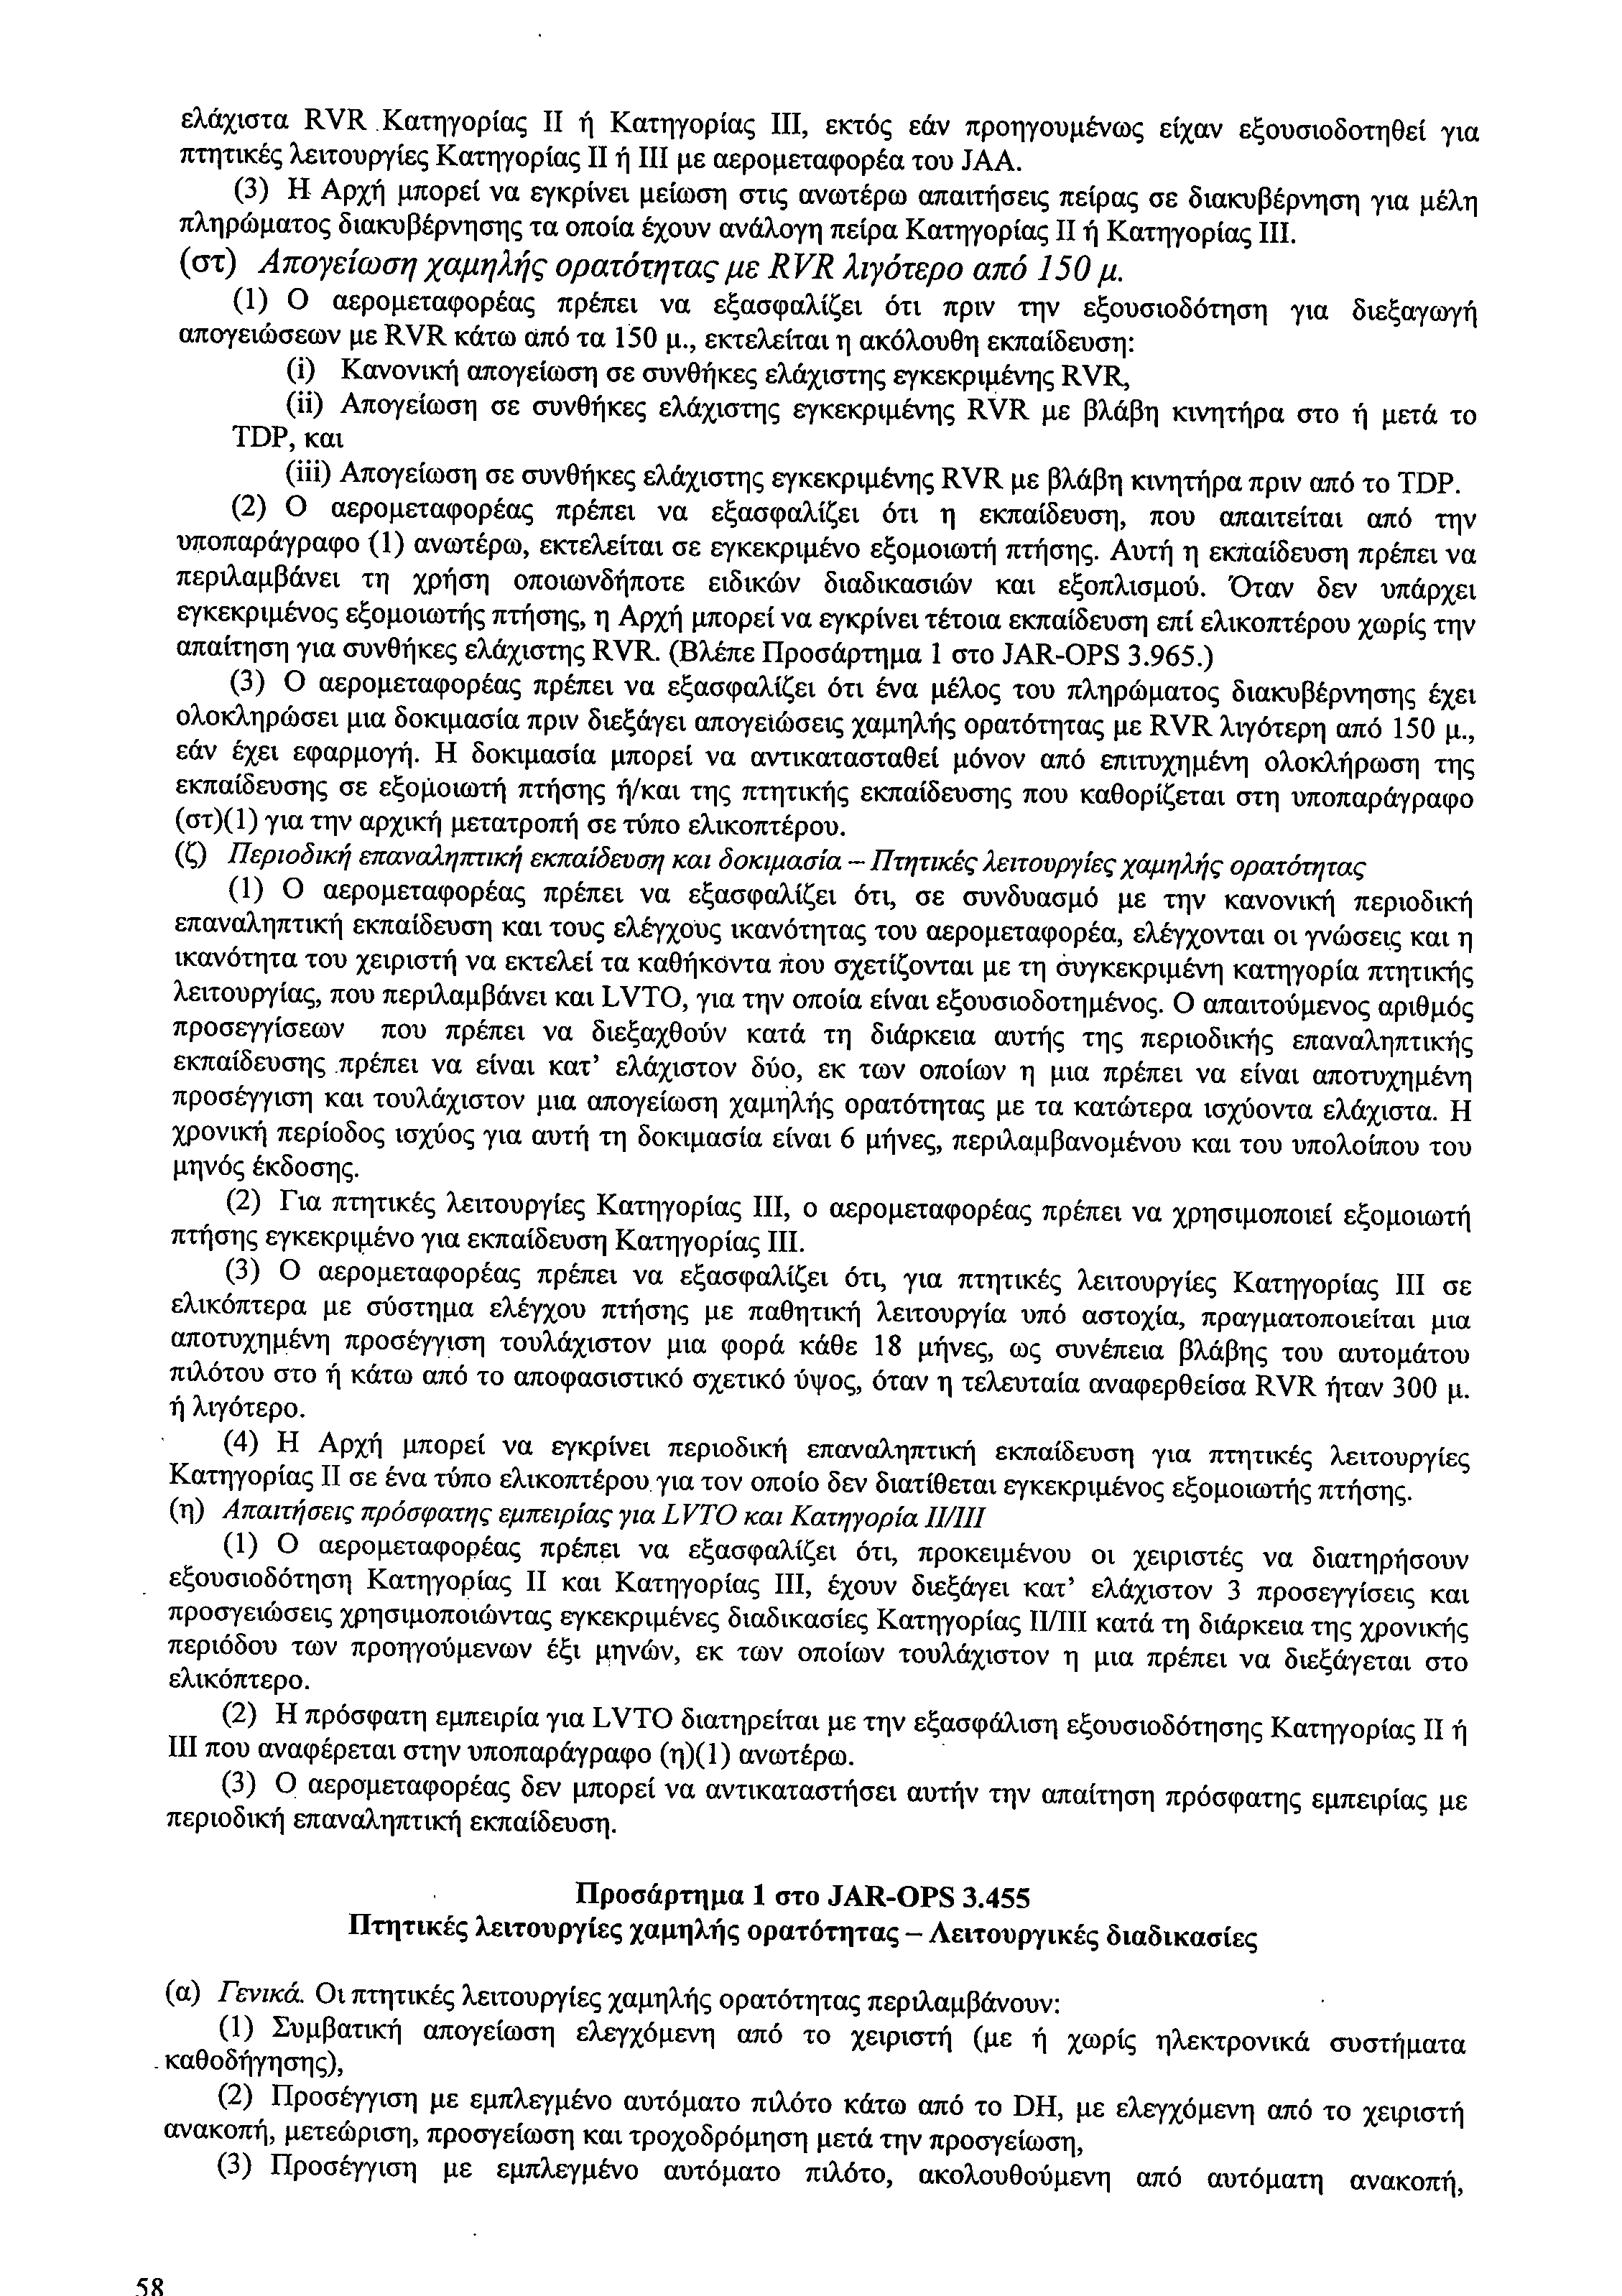 ελάχιστα RVR Κατηγορίας II ή Κατηγορίας III, εκτός εάν προηγουμένως είχαν εξουσιοδοτηθεί για
πτητικές λειτουργίες Κατηγορίας II ή III με αερομεταφορέα του JAA.
(3) Η Αρχή μπορεί να εγκρίνει μείωση στις ανωτέρω απαιτήσεις πείρας σε διακυβέρνηση για μέλη
πληρώματος διακυβέρνησης τα οποία έχουν ανάλογη πείρα Κατηγορίας II ή Κατηγορίας III.
(στ) Απογείωση χαμηλής ορατότητας με RVR λιγότερο από 150 μ.
(1) Ο αερομεταφορέας πρέπει να εξασφαλίζει ότι πριν την εξουσιοδότηση για διεξαγωγή
απογειώσεων με RVR κάτω από τα 150 μ., εκτελείται η ακόλουθη εκπαίδευση:
(i) Κανονική απογείωση σε συνθήκες ελάχιστης εγκεκριμένης RVR,
(ii) Απογείωση σε συνθήκες ελάχιστης εγκεκριμένης RVR με βλάβη κινητήρα στο ή μετά το
TDP, και
(iii) Απογείωση σε συνθήκες ελάχιστης εγκεκριμένης RVR με βλάβη κινητήρα πριν από το TDP.
(2) Ο αερομεταφορέας πρέπει να εξασφαλίζει ότι η εκπαίδευση, που απαιτείται από την
υποπαράγραφο (1) ανωτέρω, εκτελείται σε εγκεκριμένο εξομοιωτή πτήσης. Αυτή η εκπαίδευση πρέπει να
περιλαμβάνει τη χρήση οποιωνδήποτε ειδικών διαδικασιών και εξοπλισμού. Όταν δεν υπάρχει
εγκεκριμένος εξομοιωτής πτήσης, η Αρχή μπορεί να εγκρίνει τέτοια εκπαίδευση επί ελικοπτέρου χωρίς την
απαίτηση για συνθήκες ελάχιστης RVR. (Βλέπε Προσάρτημα 1 στο JAR-OPS 3.965.)
(3) Ο αερομεταφορέας πρέπει να εξασφαλίζει ότι ένα μέλος του πληρώματος διακυβέρνησης έχει
ολοκληρώσει μια δοκιμασία πριν διεξάγει απογειώσεις χαμηλής ορατότητας με RVR λιγότερη από 150 μ.,
εάν έχει εφαρμογή. Η δοκιμασία μπορεί να αντικατασταθεί μόνον από επιτυχημένη ολοκλήρωση της
εκπαίδευσης σε εξομοιωτή πτήσης ή/και της πτητικής εκπαίδευσης που καθορίζεται στη υποπαράγραφο
(στ)(1) για την αρχική μετατροπή σε τύπο ελικοπτέρου.
(ζ) Περιοδική επαναληπτική εκπαίδευση και δοκιμασία – Πτητικές λειτουργίες χαμηλής ορατότητας
(1) Ο αερομεταφορέας πρέπει να εξασφαλίζει ότι, σε συνδυασμό με την κανονική περιοδική
επαναληπτική εκπαίδευση και τους ελέγχους ικανότητας του αερομεταφορέα, ελέγχονται οι γνώσεις και η
ικανότητα του χειριστή να εκτελεί τα καθήκοντα που σχετίζονται με τη συγκεκριμένη κατηγορία πτητικής
λειτουργίας, που περιλαμβάνει και LVTO, για την οποία είναι εξουσιοδοτημένος. Ο απαιτούμενος αριθμός
προσεγγίσεων που πρέπει να διεξαχθούν κατά τη διάρκεια αυτής της περιοδικής επαναληπτικής
εκπαίδευσης πρέπει να είναι κατ’ ελάχιστον δύο, εκ των οποίων η μια πρέπει να είναι αποτυχημένη
προσέγγιση και τουλάχιστον μια απογείωση χαμηλής ορατότητας με τα κατώτερα ισχύοντα ελάχιστα. Η
χρονική περίοδος ισχύος για αυτή τη δοκιμασία είναι 6 μήνες, περιλαμβανομένου και του υπολοίπου του
μηνός έκδοσης.
(2) Για πτητικές λειτουργίες Κατηγορίας III, ο αερομεταφορέας πρέπει να χρησιμοποιεί εξομοιωτή
πτήσης εγκεκριμένο για εκπαίδευση Κατηγορίας III.
(3) Ο αερομεταφορέας πρέπει να εξασφαλίζει ότι, για πτητικές λειτουργίες Κατηγορίας III σε
ελικόπτερα με σύστημα ελέγχου πτήσης με παθητική λειτουργία υπό αστοχία, πραγματοποιείται μια
αποτυχημένη προσέγγιση τουλάχιστον μια φορά κάθε 18 μήνες, ως συνέπεια βλάβης του αυτομάτου
πιλότου στο ή κάτω από το αποφασιστικό σχετικό ύψος, όταν η τελευταία αναφερθείσα RVR ήταν 300 μ.
ή λιγότερο.
(4) Η Αρχή μπορεί να εγκρίνει περιοδική επαναληπτική εκπαίδευση για πτητικές λειτουργίες
Κατηγορίας II σε ένα τύπο ελικοπτέρου για τον οποίο δεν διατίθεται εγκεκριμένος εξομοιωτής πτήσης.
(η) Απαιτήσεις πρόσφατης εμπειρίας για LVTO και Κατηγορία II/III
(1) Ο αερομεταφορέας πρέπει να εξασφαλίζει ότι, προκειμένου οι χειριστές να διατηρήσουν
εξουσιοδότηση Κατηγορίας II και Κατηγορίας III, έχουν διεξάγει κατ’ ελάχιστον 3 προσεγγίσεις και
προσγειώσεις χρησιμοποιώντας εγκεκριμένες διαδικασίες Κατηγορίας II/III κατά τη διάρκεια της χρονικής
περιόδου των προηγούμενων έξι μηνών, εκ των οποίων τουλάχιστον η μια πρέπει να διεξάγεται στο
ελικόπτερο.
(2) Η πρόσφατη εμπειρία για LVTO διατηρείται με την εξασφάλιση εξουσιοδότησης Κατηγορίας II ή
III που αναφέρεται στην υποπαράγραφο (η)(1) ανωτέρω.
(3) Ο αερομεταφορέας δεν μπορεί να αντικαταστήσει αυτήν την απαίτηση πρόσφατης εμπειρίας με
περιοδική επαναληπτική εκπαίδευση.
Προσάρτημα 1 στο JAR-OPS 3.455
Πτητικές λειτουργίες χαμηλής ορατότητας – Λειτουργικές διαδικασίες
(α) Γενικά. Οι πτητικές λειτουργίες χαμηλής ορατότητας περιλαμβάνουν:
(1) Συμβατική απογείωση ελεγχόμενη από το χειριστή (με ή χωρίς ηλεκτρονικά συστήματα
καθοδήγησης),
(2) Προσέγγιση με εμπλεγμένο αυτόματο πιλότο κάτω από το DH, με ελεγχόμενη από το χειριστή
ανακοπή, μετεώριση, προσγείωση και τροχοδρόμηση μετά την προσγείωση,
(3) Προσέγγιση με εμπλεγμένο αυτόματο πιλότο, ακολουθούμενη από αυτόματη ανακοπή,
58